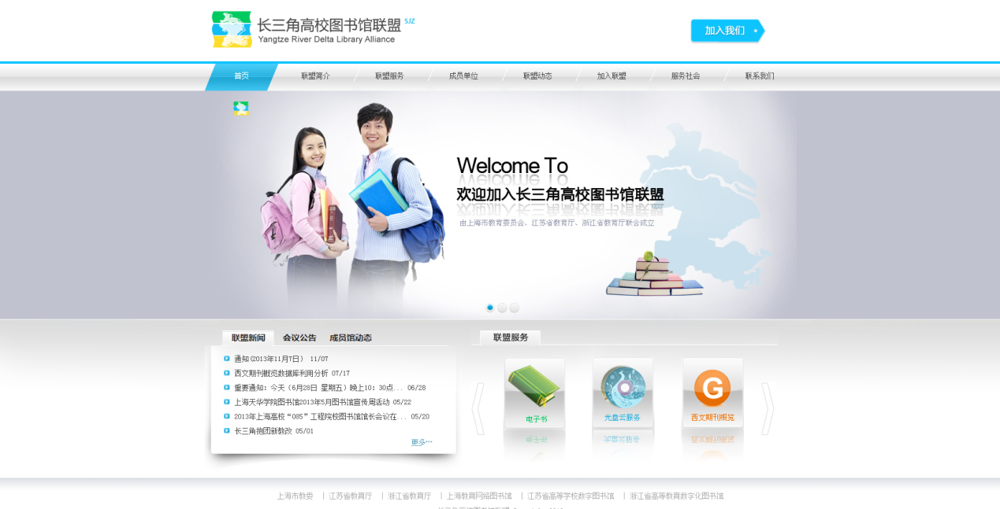 长三角高校图书馆联盟 SJZ
Yangtze River Delta Library Alliance
加入我们
首页 联盟简介 联盟服务 成员单位 联盟动态 加入联盟 服务社会 联系我们
Welcome To
欢迎加入长三角高校图书馆联盟
由上海市教育委员会、江苏省教育厅、浙江省教育厅联合成立
联盟新闻 会议公告 成员馆动态
通知(2013年11月7日) 11/07
西文期刊概览数据库利用分析 07/17
重要通知：今天（6月28日 星期五）晚上10：30点... 06/28
上海天华学院图书馆2013年5月图书馆宣传周活动 05/22
2013年上海高校“085”工程院校图书馆馆长会议在... 05/20
长三角抱团新教改 05/01
更多…
联盟服务
电子书
光盘云服务
西文期刊概览
上海市教委 | 江苏省教育厅 | 浙江省教育厅 | 上海教育网络图书馆 | 江苏省高等学校数字图书馆 | 浙江省高等教育数字化图书馆